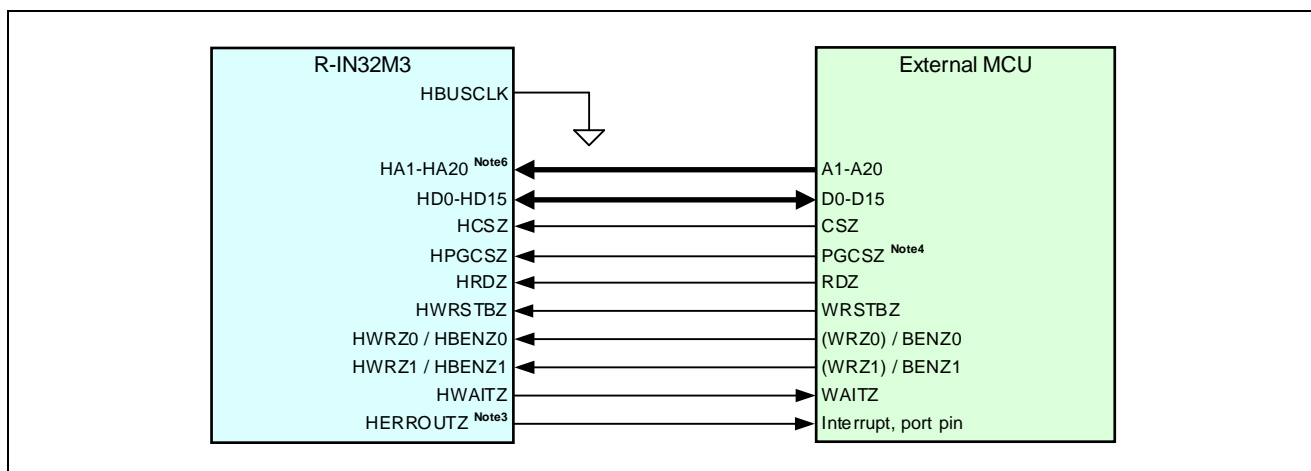 R-IN32M3
External MCU
HBUSCLK
HA1-HA20 Note6
A1-A20
HD0-HD15
D0-D15
HCSZ
CSZ
HPGCSZ
PGCSZ Note4
HRDZ
RDZ
HWRSTBZ
WRSTBZ
HWRZ0 / HBENZ0
(WRZ0) / BENZ0
HWRZ1 / HBENZ1
(WRZ1) / BENZ1
HWAITZ
WAITZ
HERROUTZ Note3
Interrupt, port pin